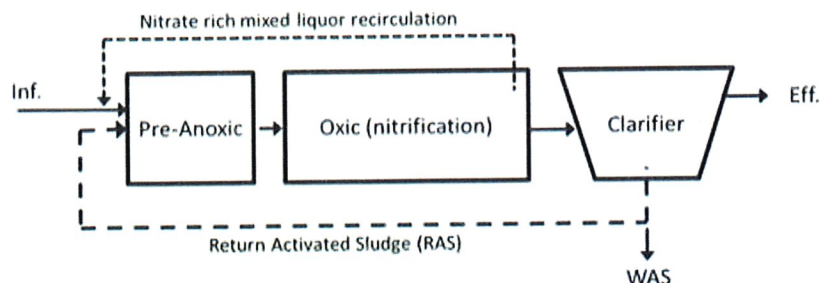 Nitrate rich mixed liquor recirculation
Inf.
Pre-Anoxic
Oxic (nitrification)
Clarifier
Eff.
Return Activated Sludge (RAS)
WAS